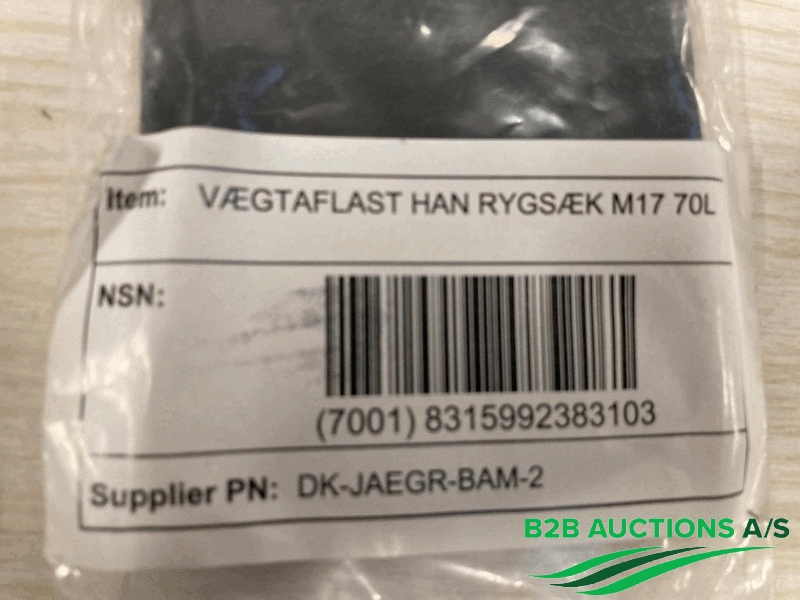 Item: VÆGTAFLAST HAN RYGSÆK M17 70L
NSN:
(7001) 8315992383103
Supplier PN: DK-JAEGR-BAM-2
B2B AUCTIONS A/S